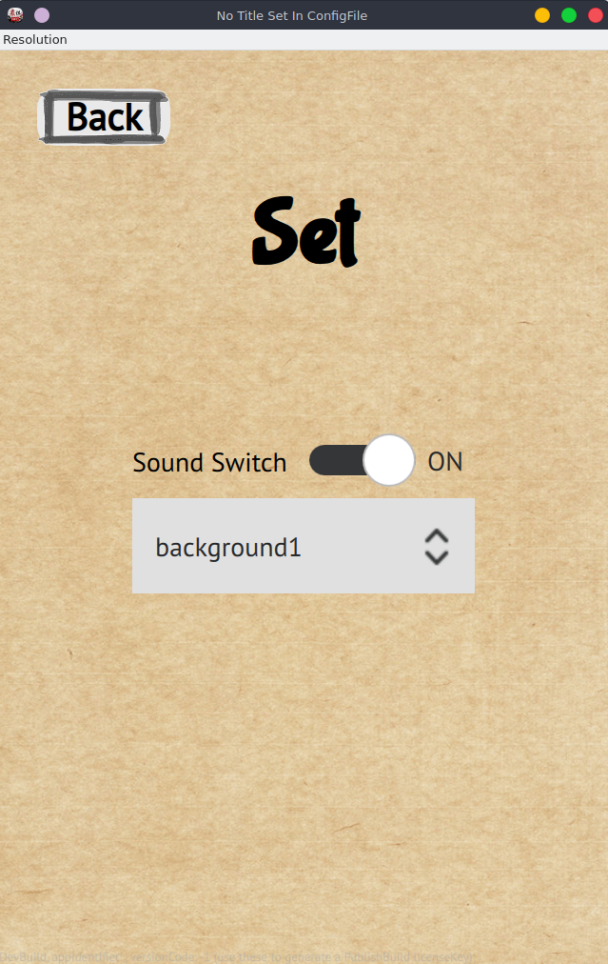 No Title Set In ConfigFile
Resolution
Back
Set
Sound Switch ON
background1